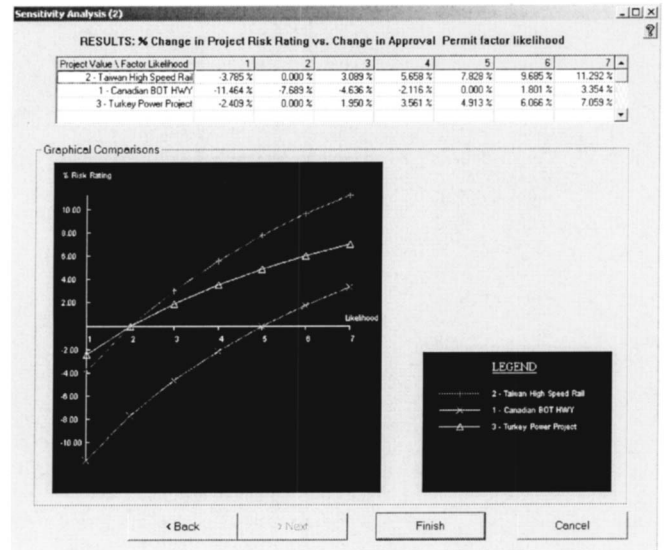 Sensitivity Analysis (2)
RESULTS: % Change in Project Risk Rating vs. Change in Approval Permit factor likelihood
Project Value \ Factor Likelihood 1 2 3 4 5 6 7
2 - Taiwan High Speed Rail -3.785 % 0.000 % 3.089 % 5.658 % 7.828 % 9.685 % 11.292 %
1 - Canadian BOT HWY -11.464 % -7.689 % -4.636 % -2.116 % 0.000 % 1.801 % 3.354 %
3 - Turkey Power Project -2.409 % 0.000 % 1.950 % 3.561 % 4.913 % 6.066 % 7.059 %
Graphical Comparisons
% Risk Rating
10.00
8.00
6.00
4.00
2.00
Likelihood
1 2 3 4 5 6 7
-2.00
-4.00
-6.00
-8.00
-10.00
LEGEND
2 - Taiwan High Speed Rail
1 - Canadian BOT HWY
3 - Turkey Power Project
< Back
> Next
Finish
Cancel